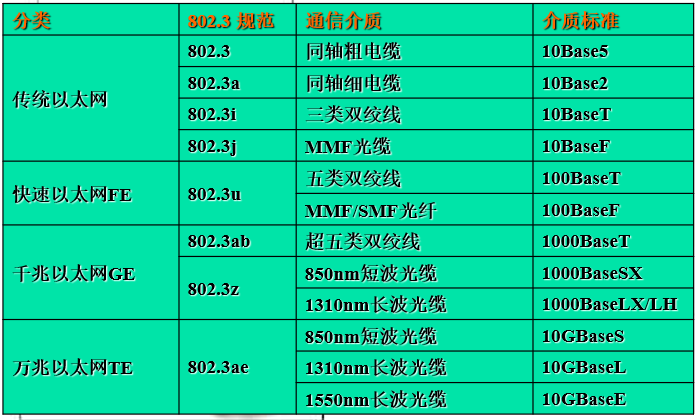 分类 802.3 规范 通信介质 介质标准
传统以太网 802.3 同轴粗电缆 10Base5
802.3a 同轴细电缆 10Base2
802.3i 三类双绞线 10BaseT
802.3j MMF光缆 10BaseF
快速以太网FE 802.3u 五类双绞线 100BaseT
MMF/SMF光纤 100BaseF
千兆以太网GE 802.3ab 超五类双绞线 1000BaseT
802.3z 850nm短波光缆 1000BaseSX
1310nm长波光缆 1000BaseLX/LH
万兆以太网TE 802.3ae 850nm短波光缆 10GBaseS
1310nm长波光缆 10GBaseL
1550nm长波光缆 10GBaseE